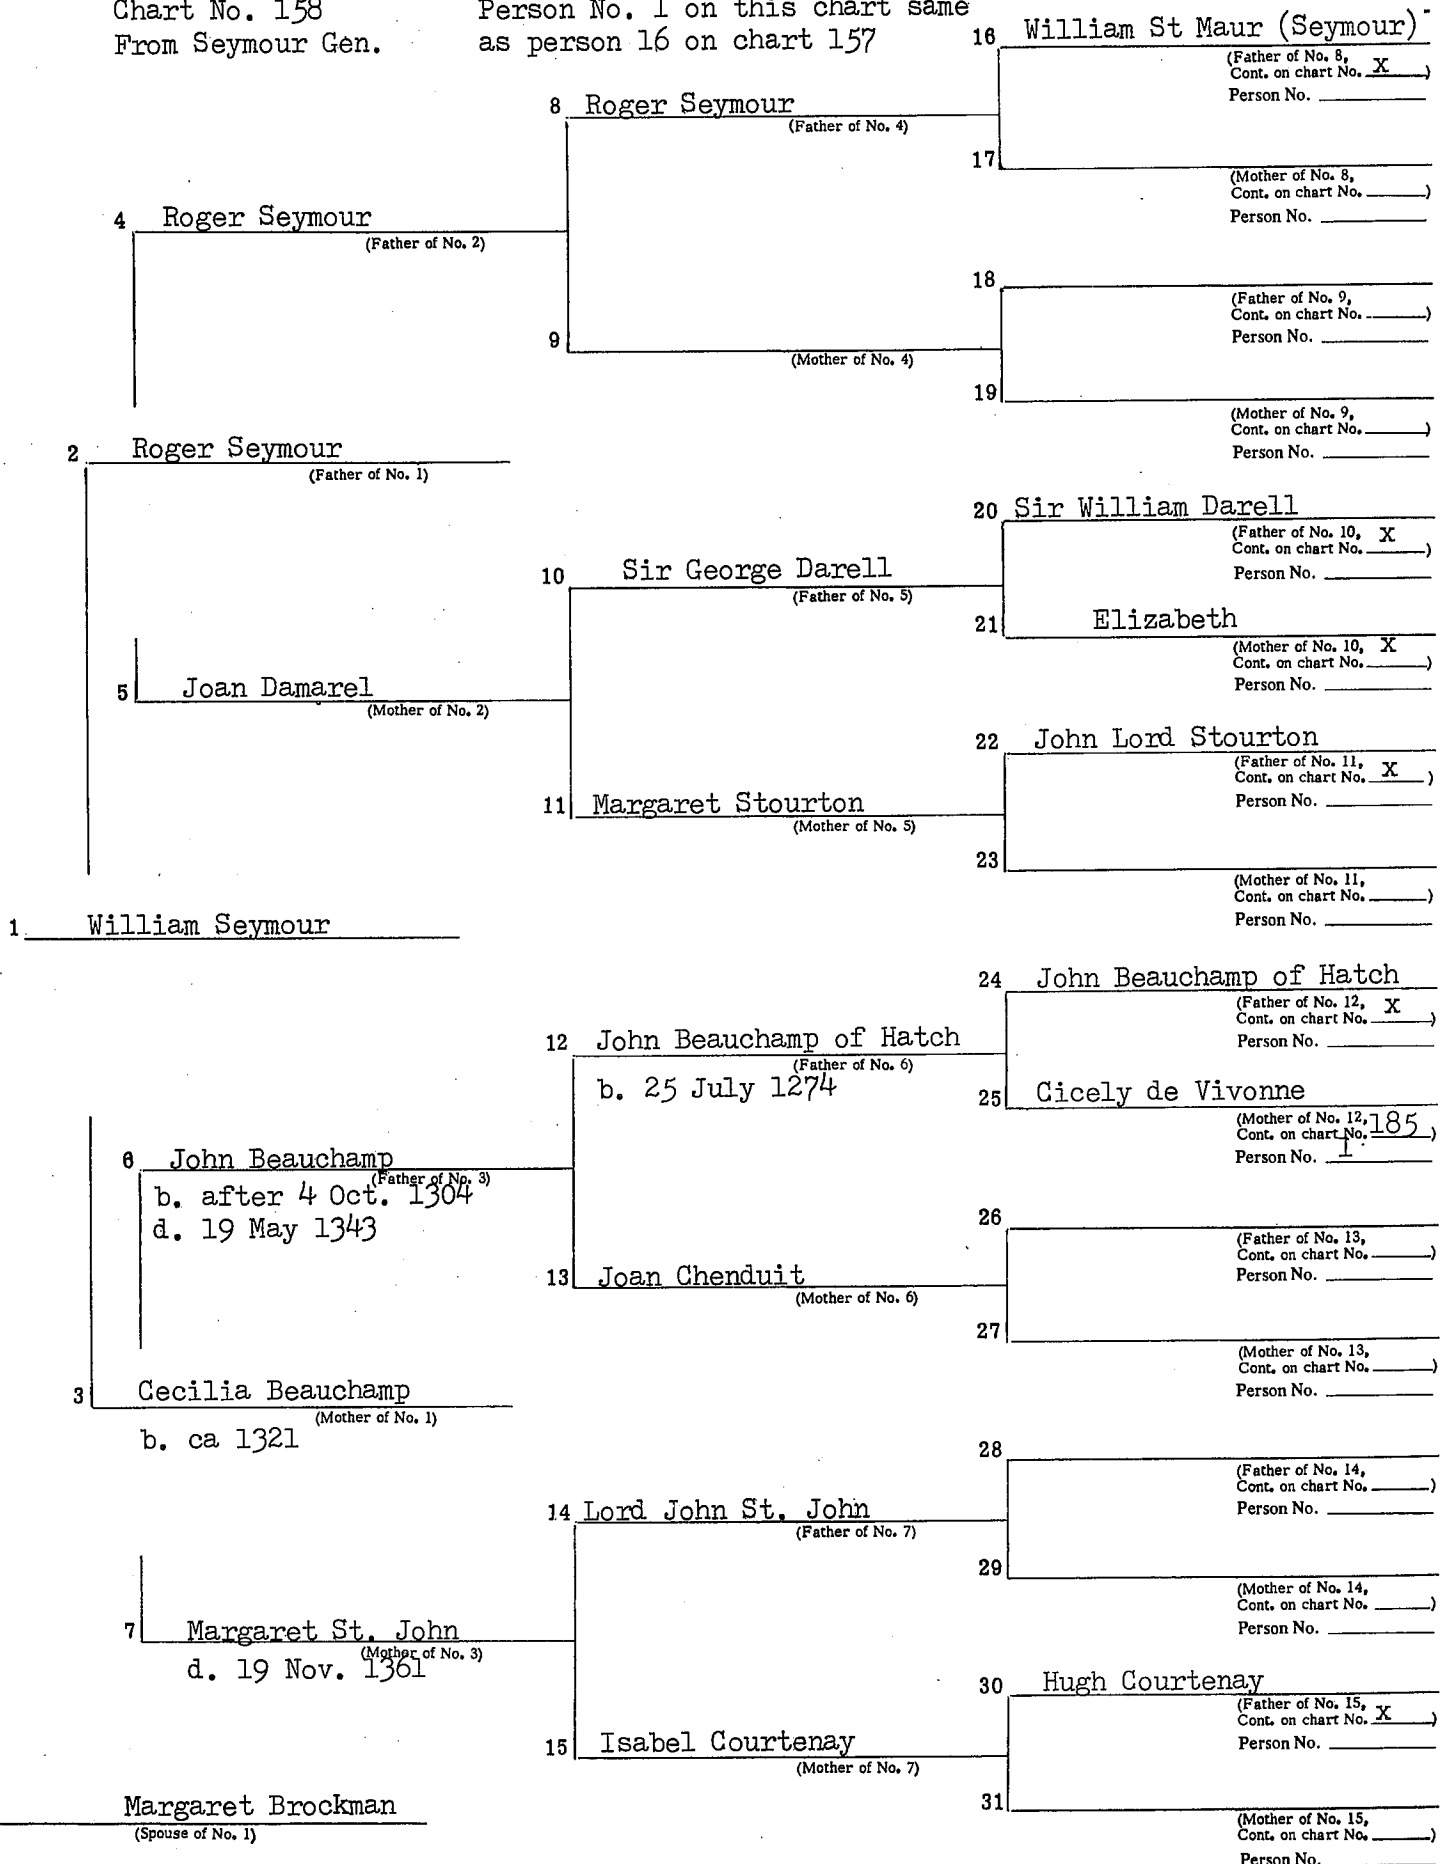 Chart No. 158
From Seymour Gen.
Person No. 1 on this chart same
as person 16 on chart 157
16 William St Maur (Seymour)
(Father of No. 8,
Cont. on chart No. X )
Person No.
8 Roger Seymour
(Father of No. 4)
17
(Mother of No. 8,
Cont. on chart No. )
Person No.
4 Roger Seymour
(Father of No. 2)
18
(Father of No. 9,
Cont. on chart No. )
Person No.
9
(Mother of No. 4)
19
(Mother of No. 9,
Cont. on chart No. )
Person No.
2 Roger Seymour
(Father of No. 1)
20 Sir William Darell
(Father of No. 10, X
Cont. on chart No. )
Person No.
10 Sir George Darell
(Father of No. 5)
21 Elizabeth
(Mother of No. 10, X
Cont. on chart No. )
Person No.
5 Joan Damarel
(Mother of No. 2)
22 John Lord Stourton
(Father of No. 11,
Cont. on chart No. X )
Person No.
11 Margaret Stourton
(Mother of No. 5)
23
(Mother of No. 11,
Cont. on chart No. )
Person No.
1 William Seymour
24 John Beauchamp of Hatch
(Father of No. 12, X
Cont. on chart No. )
Person No.
12 John Beauchamp of Hatch
(Father of No. 6)
b. 25 July 1274
25 Cicely de Vivonne
(Mother of No. 12,
Cont. on chart No. 185 )
Person No. 1
6 John Beauchamp
(Father of No. 3)
b. after 4 Oct. 1304
d. 19 May 1343
26
(Father of No. 13,
Cont. on chart No. )
Person No.
13 Joan Chenduit
(Mother of No. 6)
27
(Mother of No. 13,
Cont. on chart No. )
Person No.
3 Cecilia Beauchamp
(Mother of No. 1)
b. ca 1321
28
(Father of No. 14,
Cont. on chart No. )
Person No.
14 Lord John St. John
(Father of No. 7)
29
(Mother of No. 14,
Cont. on chart No. )
Person No.
7 Margaret St. John
(Mother of No. 3)
d. 19 Nov. 1361
30 Hugh Courtenay
(Father of No. 15,
Cont. on chart No. X )
Person No.
15 Isabel Courtenay
(Mother of No. 7)
31
(Mother of No. 15,
Cont. on chart No. )
Person No.
Margaret Brockman
(Spouse of No. 1)